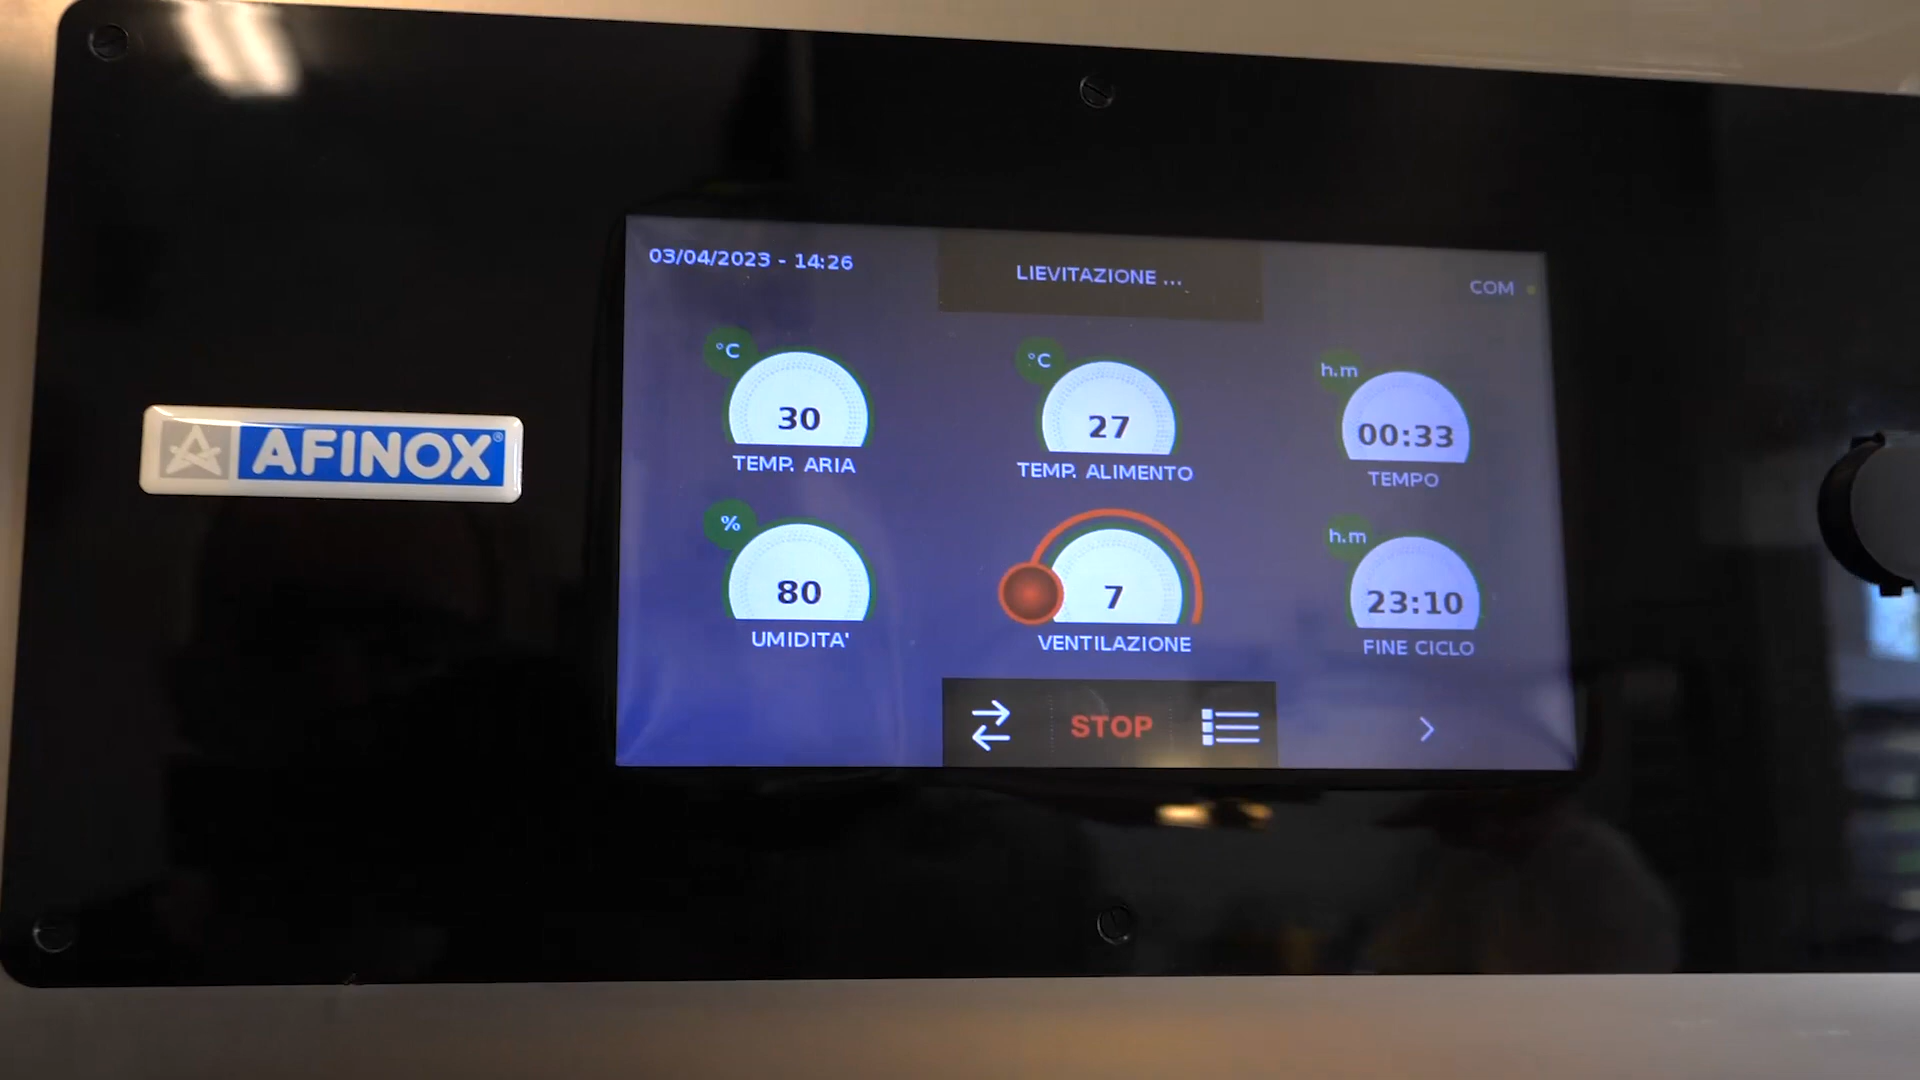 03/04/2023 - 14:26
LIEVITAZIONE ...
COM
°C
30
TEMP. ARIA
°C
27
TEMP. ALIMENTO
h.m
00:33
TEMPO
AFINOX®
%
80
UMIDITA'
7
VENTILAZIONE
h.m
23:10
FINE CICLO
STOP